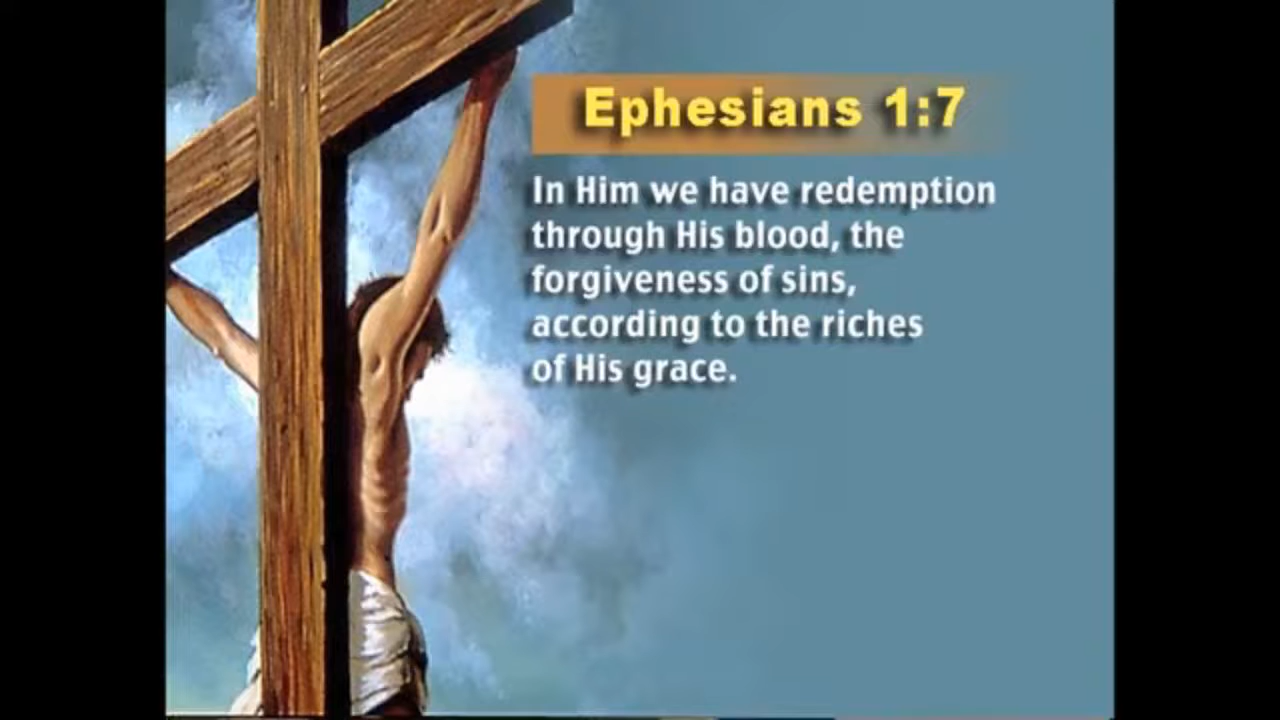 Ephesians 1:7
In Him we have redemption
through His blood, the
forgiveness of sins,
according to the riches
of His grace.